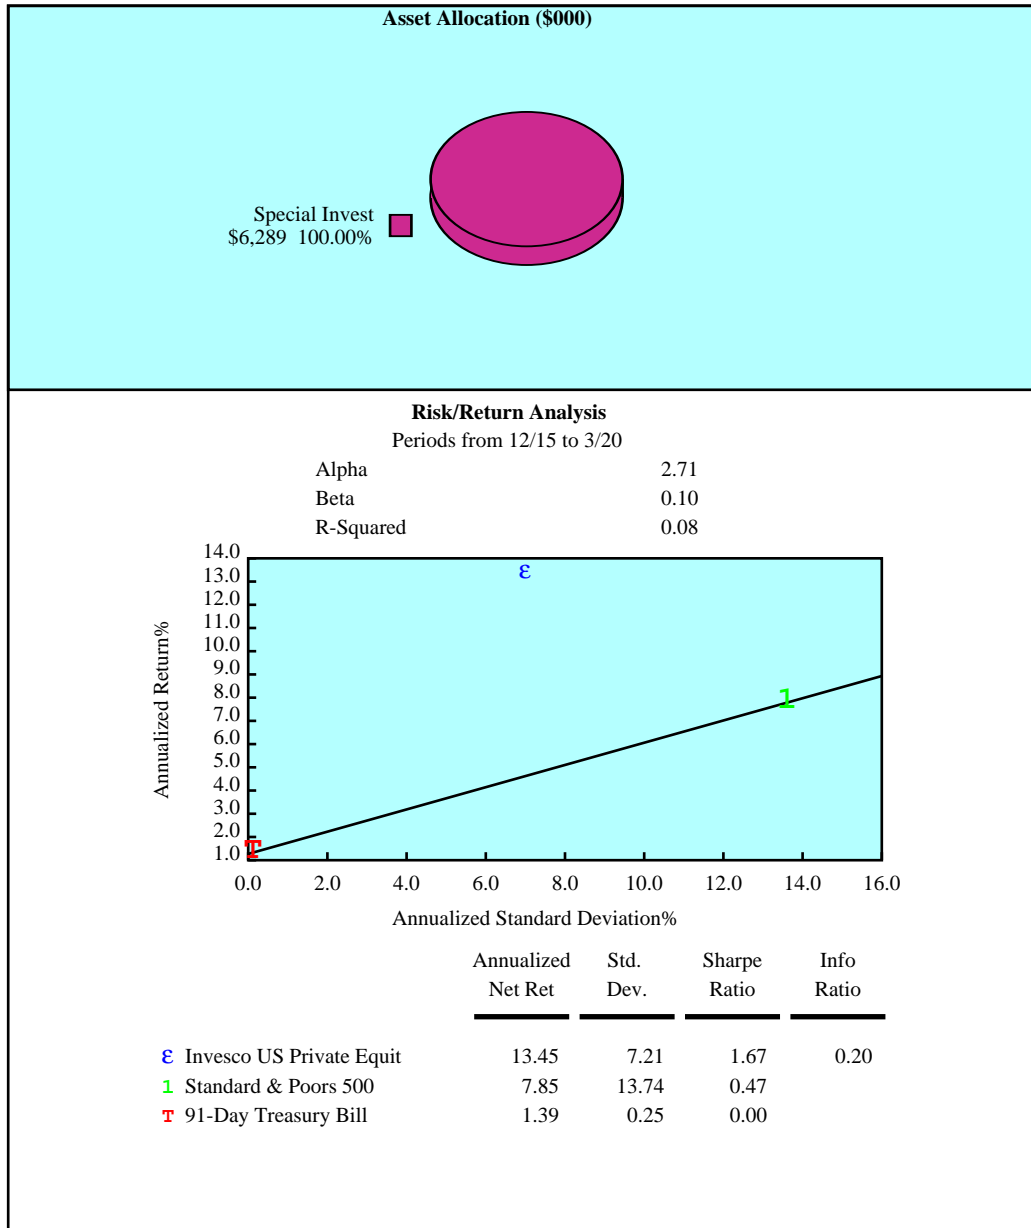 Asset Allocation ($000)
Special Invest
$6,289 100.00%
Risk/Return Analysis
Periods from 12/15 to 3/20
Alpha 2.71
Beta 0.10
R-Squared 0.08
14.0
13.0
12.0
11.0
10.0
9.0
8.0
7.0
6.0
5.0
4.0
3.0
2.0
1.0
Annualized Return%
ε
1
T
0.0 2.0 4.0 6.0 8.0 10.0 12.0 14.0 16.0
Annualized Standard Deviation%
Annualized Std. Sharpe Info
Net Ret Dev. Ratio Ratio
ε Invesco US Private Equit 13.45 7.21 1.67 0.20
1 Standard & Poors 500 7.85 13.74 0.47
T 91-Day Treasury Bill 1.39 0.25 0.00